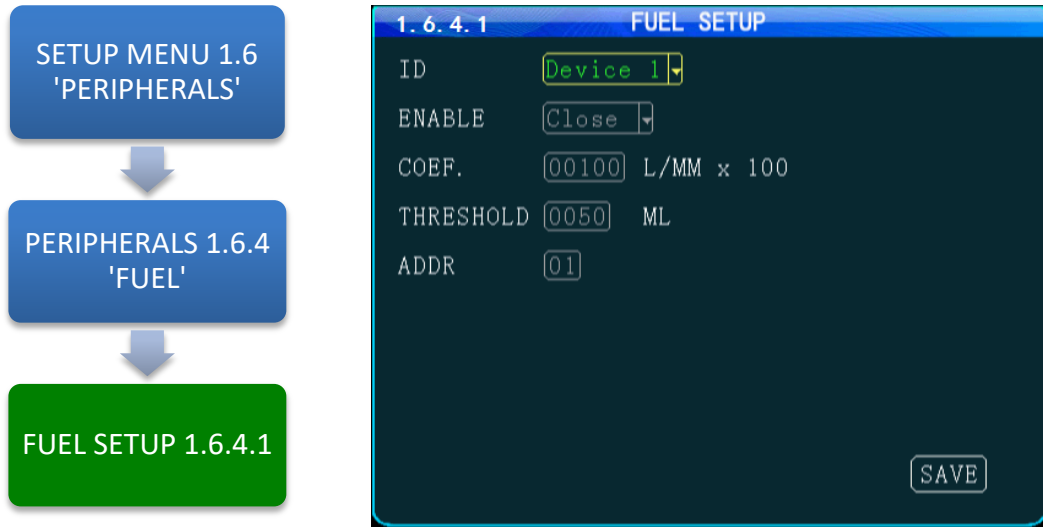 SETUP MENU 1.6
'PERIPHERALS'
PERIPHERALS 1.6.4
'FUEL'
FUEL SETUP 1.6.4.1
1.6.4.1 FUEL SETUP
ID Device 1
ENABLE Close
COEF. 00100 L/MM x 100
THRESHOLD 0050 ML
ADDR 01
SAVE